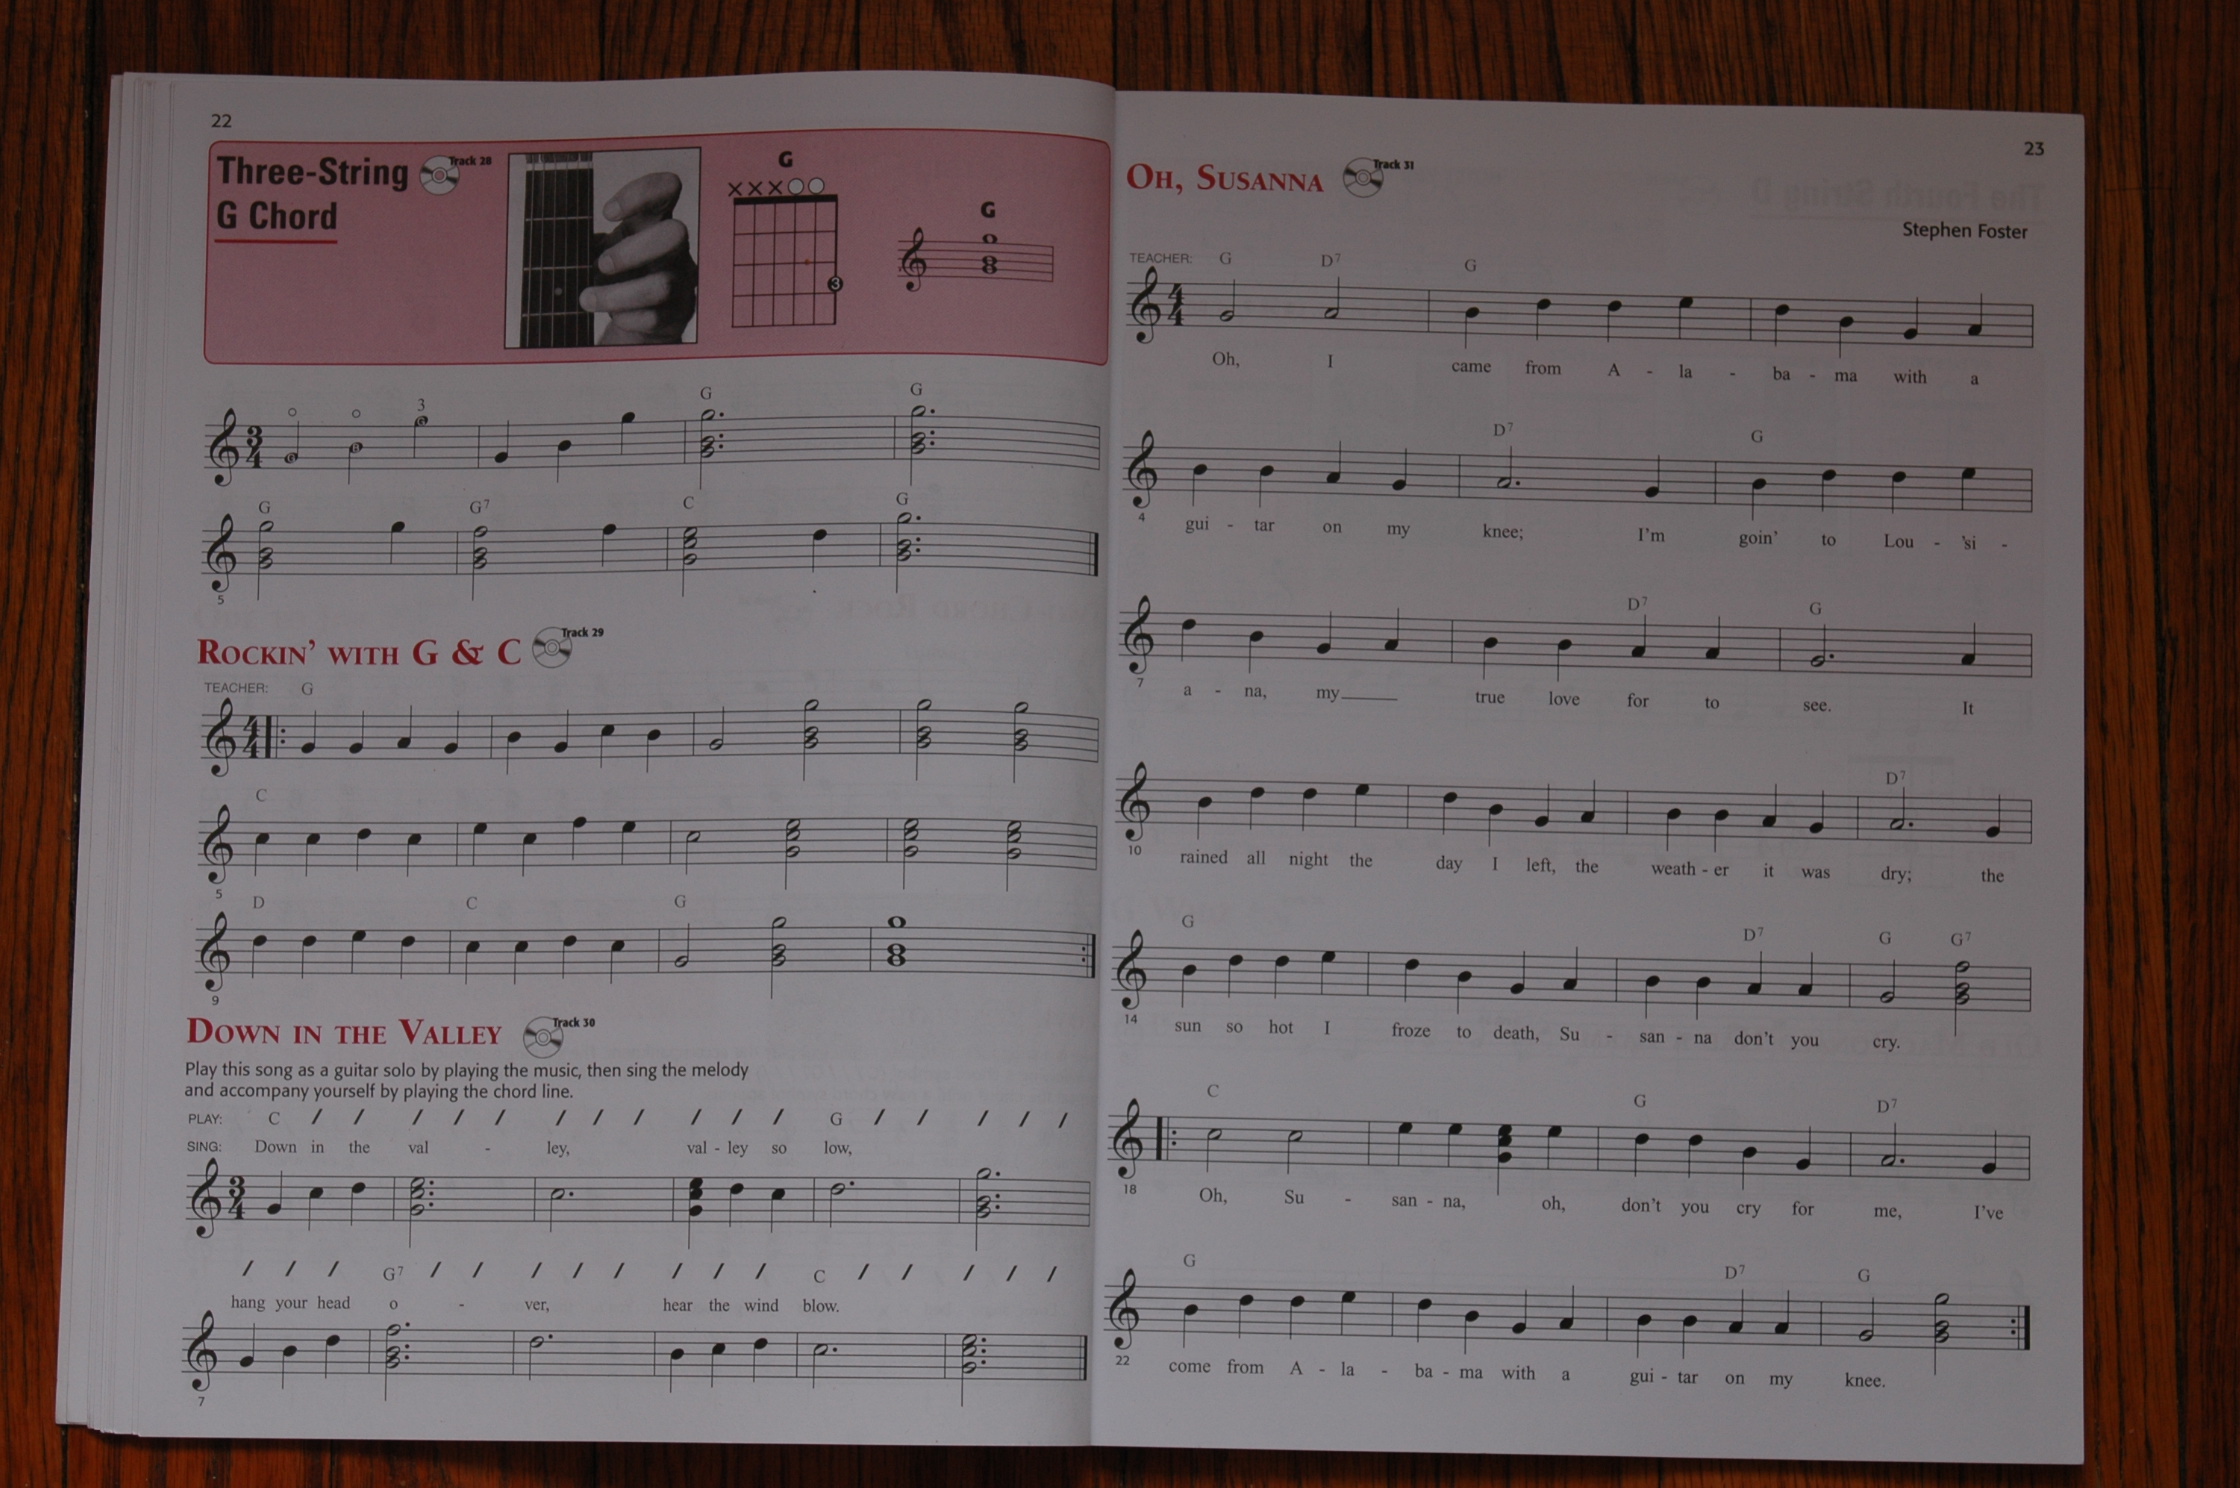 22
Three-String
G Chord
Track 28
G
×××○○
3
G
○ ○ 3 G G
G B G
G G7 C G
5
Rockin' with G & C
Track 29
TEACHER: G
C
5
D C G
9
Down in the Valley
Track 30
Play this song as a guitar solo by playing the music, then sing the melody
and accompany yourself by playing the chord line.
PLAY: C / / / / / / / / / / / G / / / / /
SING: Down in the val - ley, val - ley so low,
3/4
/ / / G7 / / / / / / / / C / / / / /
hang your head o - ver, hear the wind blow.
7
23
Oh, Susanna
Track 31
Stephen Foster
TEACHER: G D7 G
Oh, I came from A - la - ba - ma with a
D7 G
4
gui - tar on my knee; I'm goin' to Lou - 'si -
D7 G
7
a - na, my____ true love for to see. It
D7
10
rained all night the day I left, the weath - er it was dry; the
G D7 G G7
14
sun so hot I froze to death, Su - san - na don't you cry.
C G D7
18
Oh, Su - san - na, oh, don't you cry for me, I've
G D7 G
22
come from A - la - ba - ma with a gui - tar on my knee.